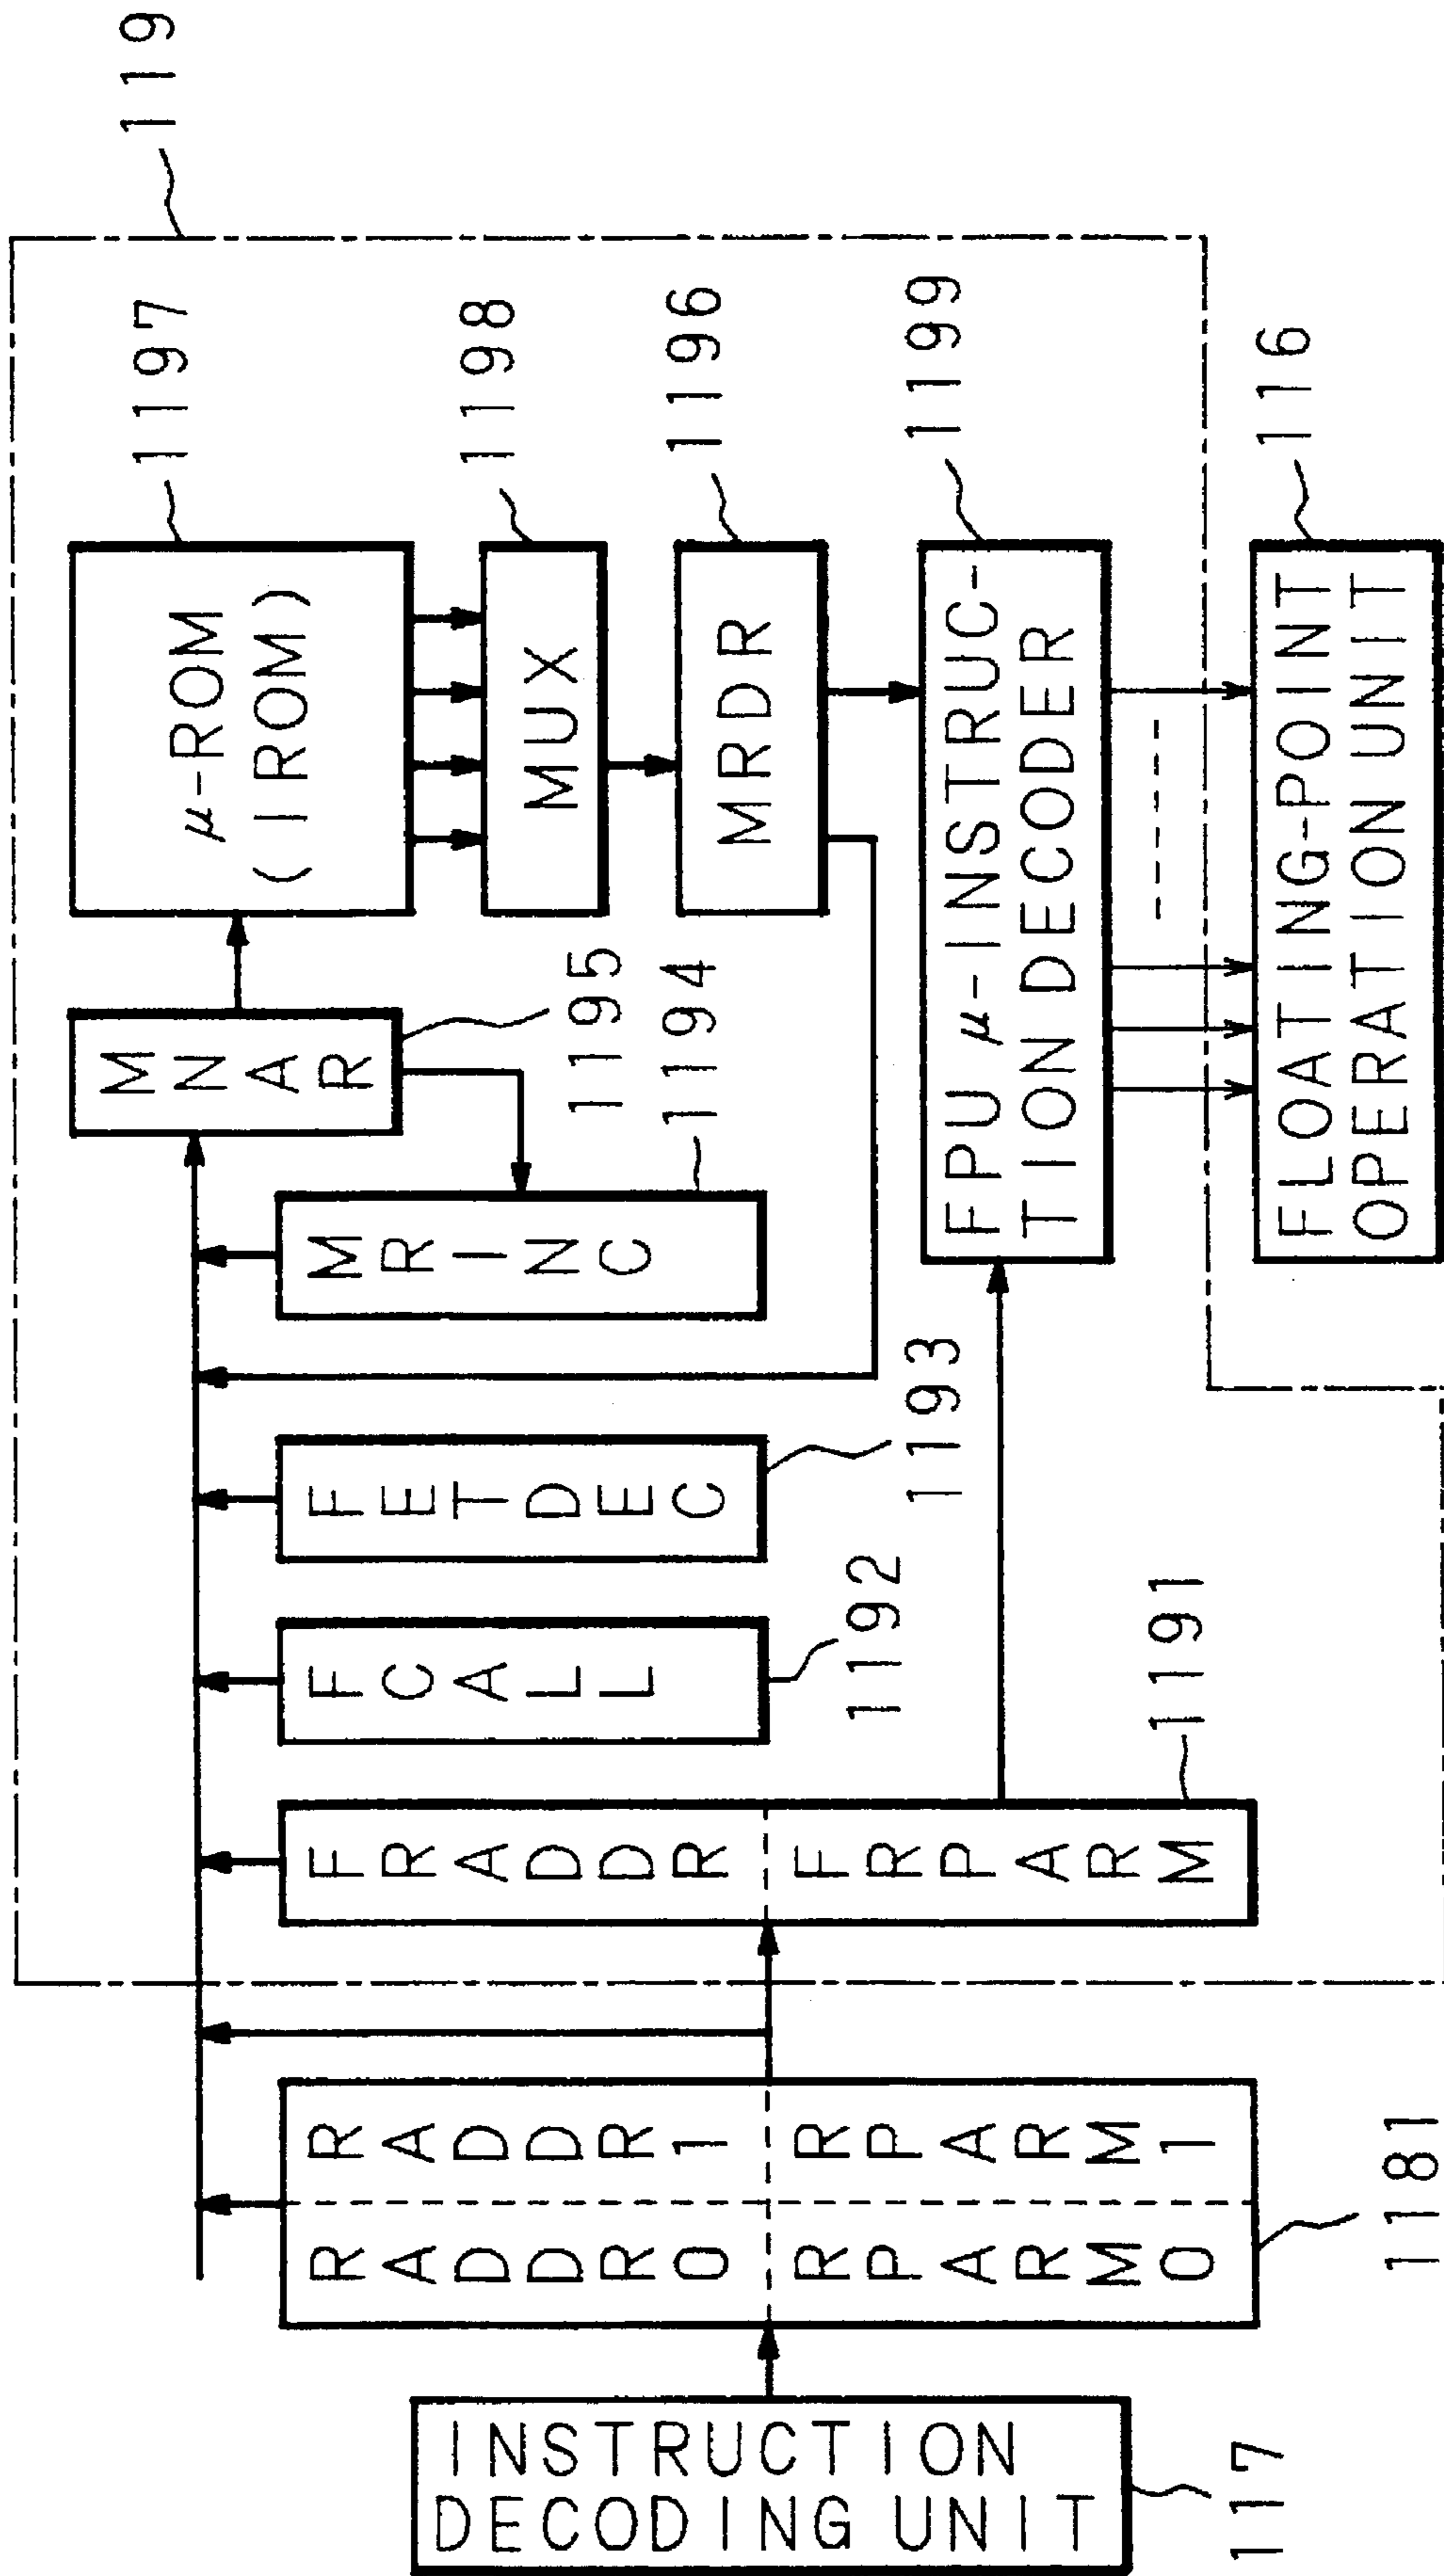 119
1197
1198
1196
1199
116
μ-ROM
(IROM)
MUX
MRDR
FPU μ-INSTRUC-
TION DECODER
FLOATING-POINT
OPERATION UNIT
MNAR
1195
1194
MRINC
1193
FETDEC
1192
FCALL
1191
FRADDR
FRPARM
RADDR1
RPARM1
RADDR0
RPARM0
1181
INSTRUCTION
DECODING UNIT
117